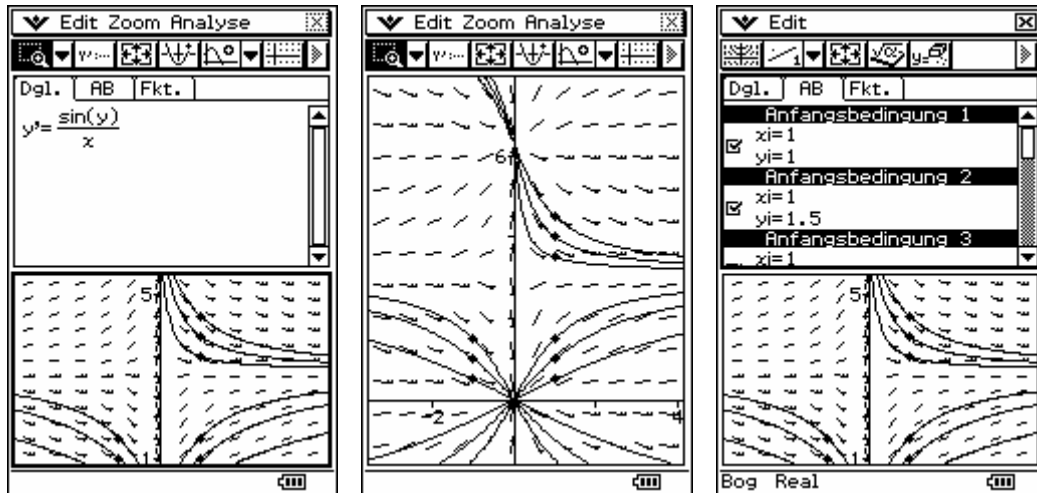 Edit Zoom Analyse
Dgl. AB Fkt.
y'=sin(y)/x
5
1
Edit Zoom Analyse
6
-2
4
Edit
Dgl. AB Fkt.
Anfangsbedingung 1
xi=1
yi=1
Anfangsbedingung 2
xi=1
yi=1.5
Anfangsbedingung 3
xi=1
5
1
Bog Real